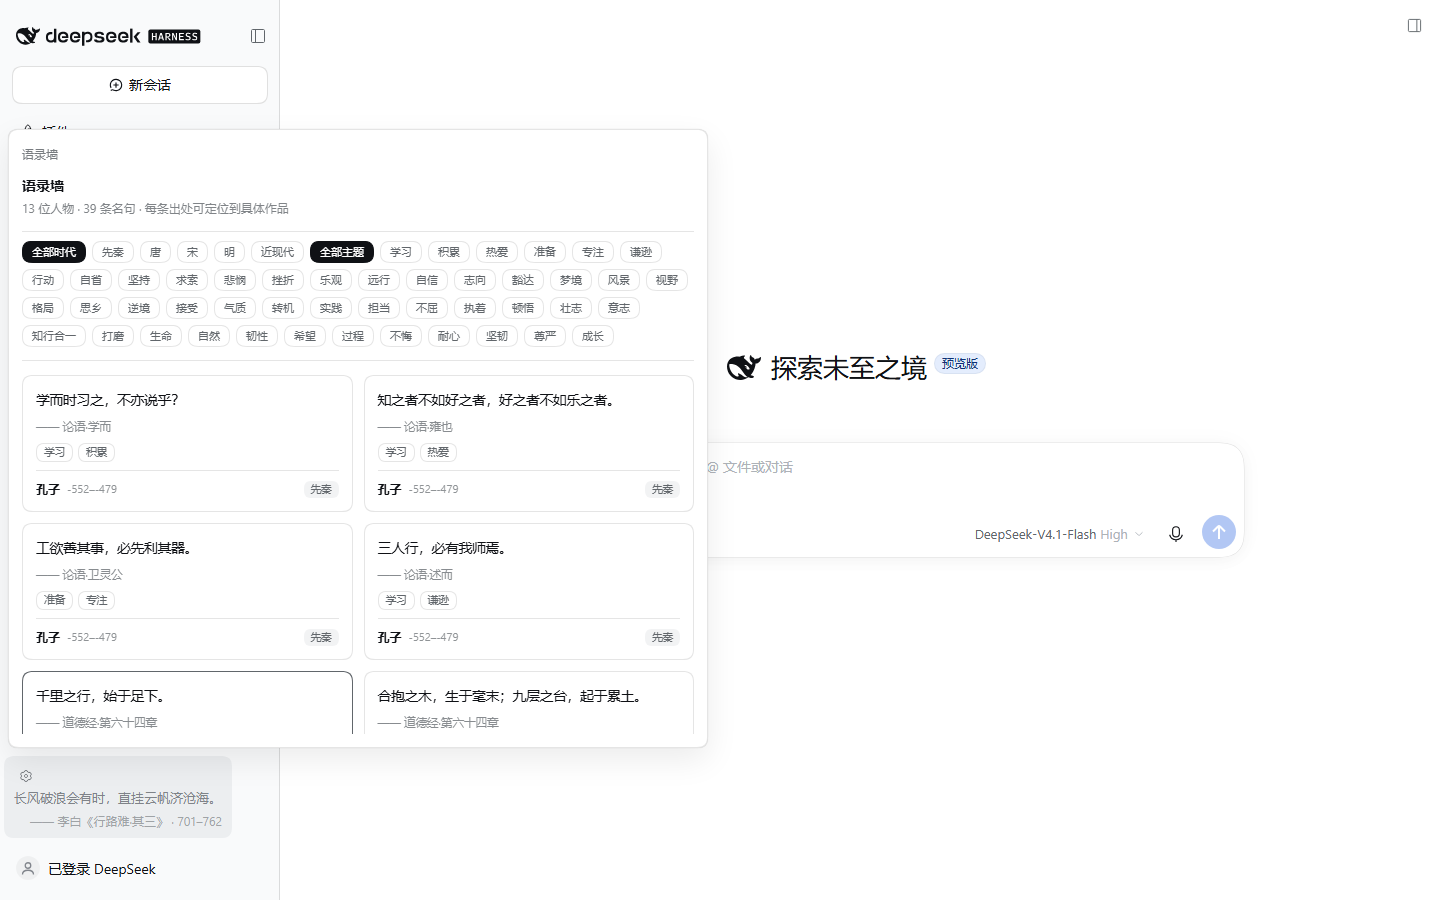 deepseek HARNESS
新会话
插件
语录墙
语录墙
13 位人物 · 39 条名句 · 每条出处可定位到具体作品
全部时代 先秦 唐 宋 明 近现代 全部主题 学习 积累 热爱 准备 专注 谦逊
行动 自省 坚持 求索 悲悯 挫折 乐观 远行 自信 志向 豁达 梦境 风景 视野
格局 思乡 逆境 接受 气质 转机 实践 担当 不屈 执着 顿悟 壮志 意志
知行合一 打磨 生命 自然 韧性 希望 过程 不悔 耐心 坚韧 尊严 成长
学而时习之，不亦说乎？
—— 论语·学而
学习 积累
孔子 -552–-479 先秦
知之者不如好之者，好之者不如乐之者。
—— 论语·雍也
学习 热爱
孔子 -552–-479 先秦
工欲善其事，必先利其器。
—— 论语·卫灵公
准备 专注
孔子 -552–-479 先秦
三人行，必有我师焉。
—— 论语·述而
学习 谦逊
孔子 -552–-479 先秦
千里之行，始于足下。
—— 道德经·第六十四章
合抱之木，生于毫末；九层之台，起于累土。
—— 道德经·第六十四章
长风破浪会有时，直挂云帆济沧海。
—— 李白《行路难·其三》 · 701–762
已登录 DeepSeek
探索未至之境 预览版
@ 文件或对话
DeepSeek-V4.1-Flash High